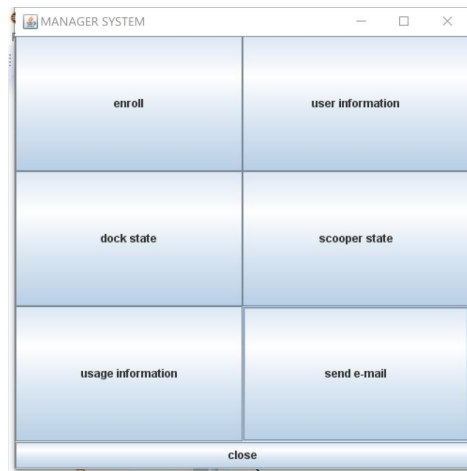 MANAGER SYSTEM
enroll
user information
dock state
scooper state
usage information
send e-mail
close